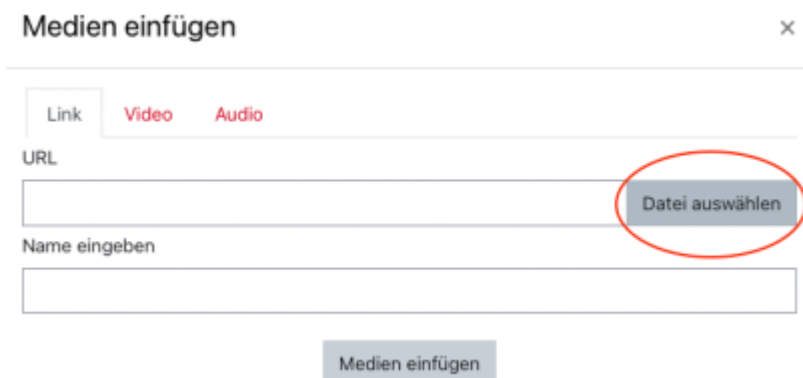 Medien einfügen ×
Link Video Audio
URL
Datei auswählen
Name eingeben
Medien einfügen